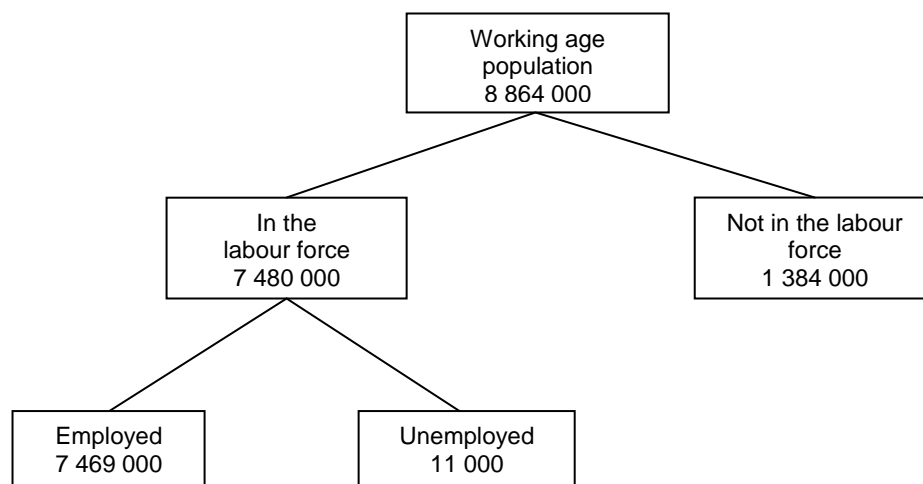 Working age
population
8 864 000
In the
labour force
7 480 000
Not in the labour
force
1 384 000
Employed
7 469 000
Unemployed
11 000